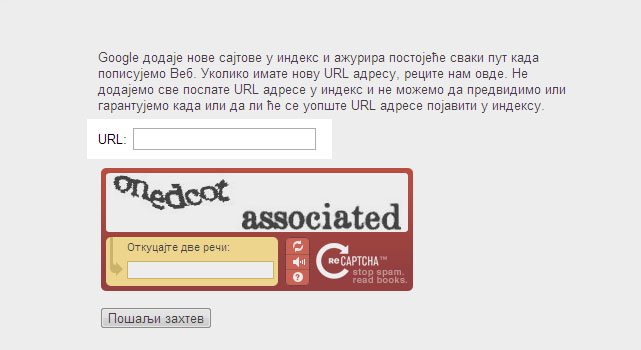 Google додаје нове сајтове у индекс и ажурира постојеће сваки пут када
пописујемо Веб. Уколико имате нову URL адресу, реците нам овде. Не
додајемо све послате URL адресе у индекс и не можемо да предвидимо или
гарантујемо када или да ли ће се уопште URL адресе појавити у индексу.
URL:
onedcot
associated
Откуцајте две речи:
reCAPTCHA™
stop spam.
read books.
Пошаљи захтев